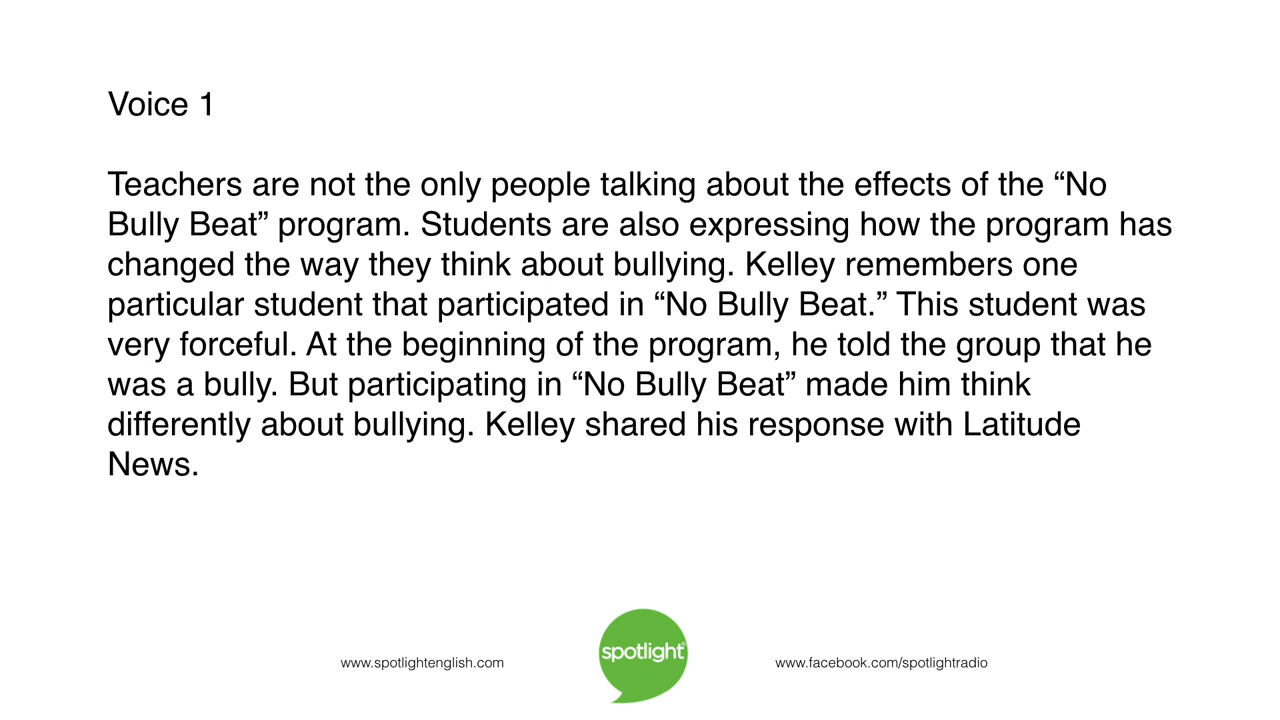 Voice 1
Teachers are not the only people talking about the effects of the “No
Bully Beat” program. Students are also expressing how the program has
changed the way they think about bullying. Kelley remembers one
particular student that participated in “No Bully Beat.” This student was
very forceful. At the beginning of the program, he told the group that he
was a bully. But participating in “No Bully Beat” made him think
differently about bullying. Kelley shared his response with Latitude
News.
www.spotlightenglish.com
spotlight®
www.facebook.com/spotlightradio